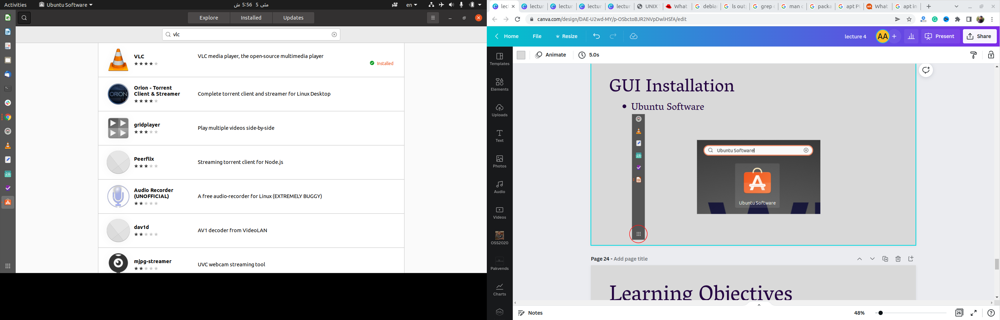 Activities
Ubuntu Software
مئی 5 5:56 ش
en
Explore
Installed
Updates
vlc
VLC
VLC media player, the open-source multimedia player
Installed
Orion - Torrent
Client & Streamer
Complete torrent client and streamer for Linux Desktop
ORION
gridplayer
Play multiple videos side-by-side
Peerflix
Streaming torrent client for Node.js
Audio Recorder
(UNOFFICIAL)
A free audio-recorder for Linux (EXTREMELY BUGGY)
dav1d
AV1 decoder from VideoLAN
mjpg-streamer
UVC webcam streaming tool
28
lect
lectur
lectur
lectur
lectur
UNIX
What
debia
ls out
grep
man
packa
apt
What
apt in
canva.com/design/DAE-U2wd-MY/p-OSbctoBJR2NVpDwlHSfA/edit
Home
File
Resize
lecture 4
AA
Present
Share
Animate
5.0s
Templates
Elements
Uploads
Text
Photos
Audio
Videos
OSS2020
Pakvends
Charts
GUI Installation
Ubuntu Software
28
Ubuntu Software
Ubuntu Software
Page 24 - Add page title
Learning Objectives
Notes
48%
26